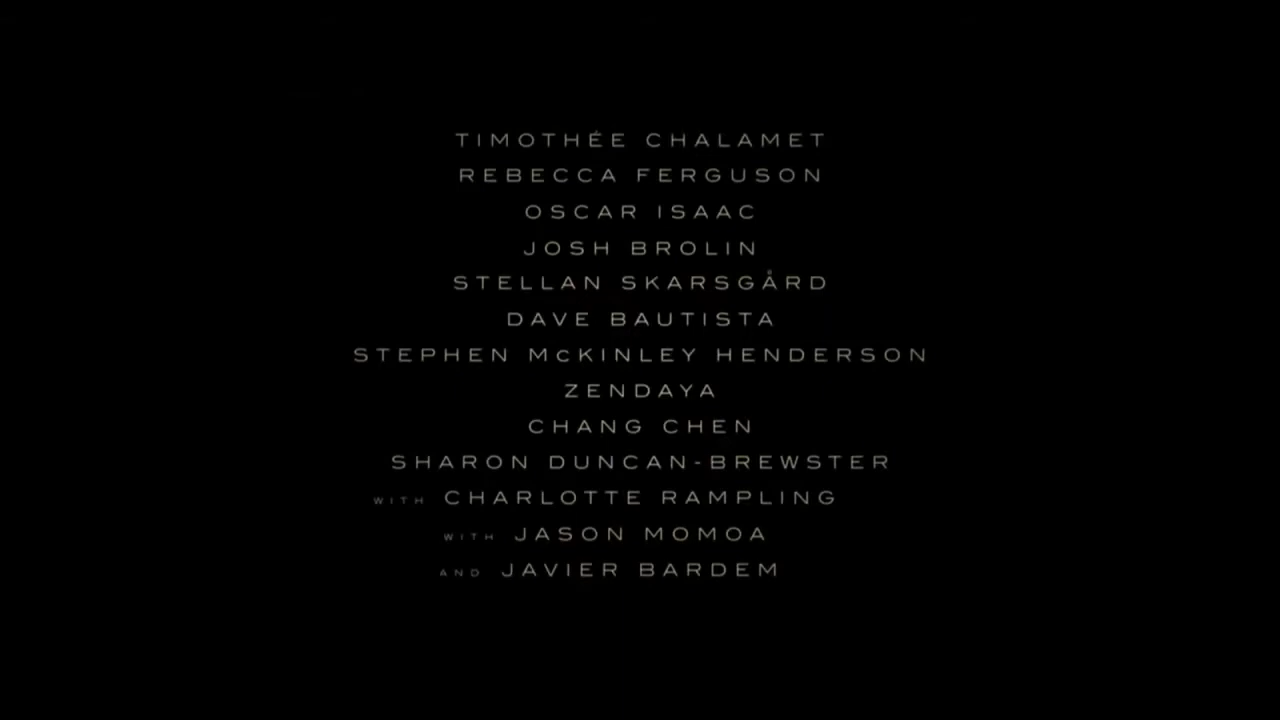 TIMOTHÉE CHALAMET
REBECCA FERGUSON
OSCAR ISAAC
JOSH BROLIN
STELLAN SKARSGÅRD
DAVE BAUTISTA
STEPHEN McKINLEY HENDERSON
ZENDAYA
CHANG CHEN
SHARON DUNCAN-BREWSTER
WITH CHARLOTTE RAMPLING
WITH JASON MOMOA
AND JAVIER BARDEM